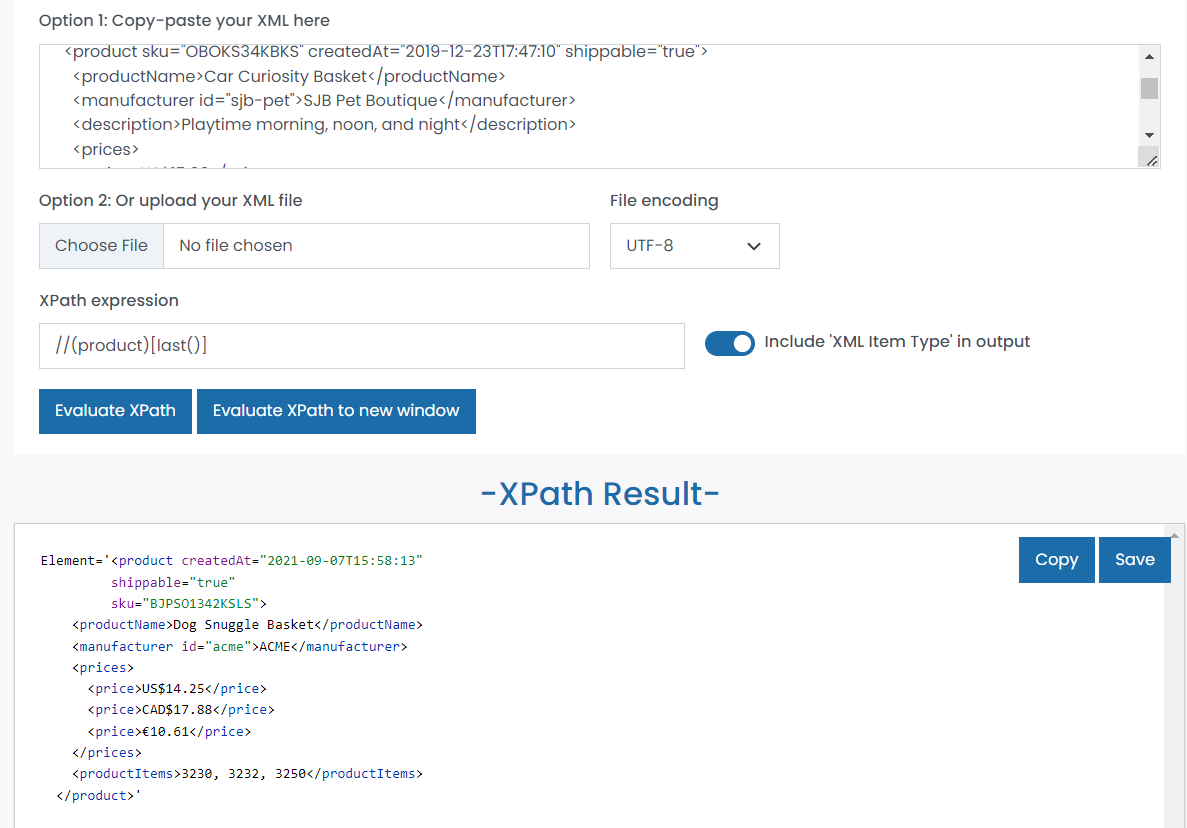 Option 1: Copy-paste your XML here
<product sku="OBOKS34KBKS" createdAt="2019-12-23T17:47:10" shippable="true">
<productName>Car Curiosity Basket</productName>
<manufacturer id="sjb-pet">SJB Pet Boutique</manufacturer>
<description>Playtime morning, noon, and night</description>
<prices>
Option 2: Or upload your XML file
File encoding
Choose File No file chosen
UTF-8
XPath expression
//(product)[last()]
Include 'XML Item Type' in output
Evaluate XPath
Evaluate XPath to new window
-XPath Result-
Copy
Save
Element='<product createdAt="2021-09-07T15:58:13"
shippable="true"
sku="BJPSO1342KSLS">
<productName>Dog Snuggle Basket</productName>
<manufacturer id="acme">ACME</manufacturer>
<prices>
<price>US$14.25</price>
<price>CAD$17.88</price>
<price>€10.61</price>
</prices>
<productItems>3230, 3232, 3250</productItems>
</product>'